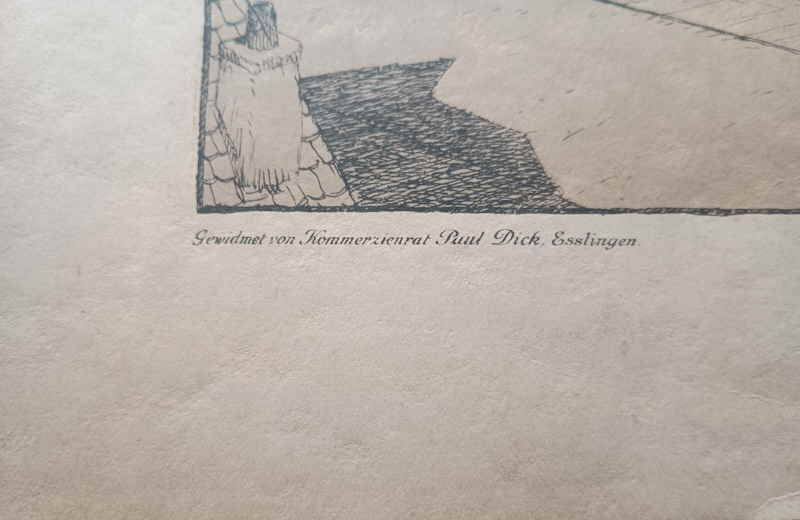 Gewidmet von Kommerzienrat Paul Dick, Esslingen.